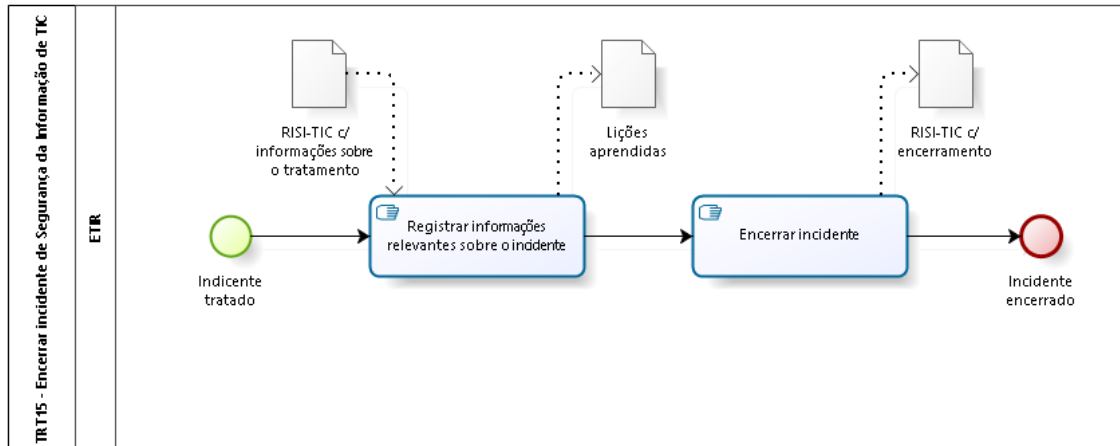 TRT15 - Encerrar incidente de Segurança da Informação de TIC
ETIR
RISI-TIC c/
informações sobre
o tratamento
Lições
aprendidas
RISI-TIC c/
encerramento
Registrar informações
relevantes sobre o incidente
Encerrar incidente
Indicente
tratado
Incidente
encerrado